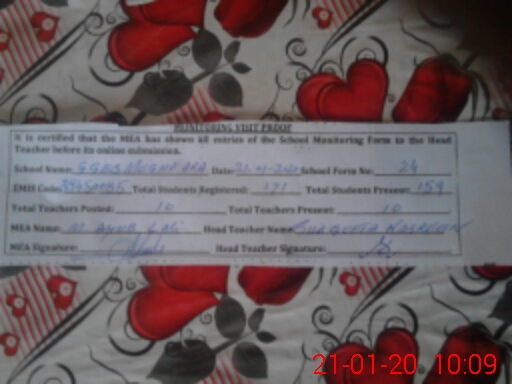 MONITORING VISIT PROOF
It is certified that the MEA has shown all entries of the School Monitoring Form to the Head
Teacher before its online submission.
School Name: Date: School Form No: 24
EMIS Code: Total Students Registered: 171 Total Students Present: 159
Total Teachers Posted: 10 Total Teachers Present: 10
MEA Name: Head Teacher Name:
MEA Signature: Head Teacher Signature:
21-01-20 10:09